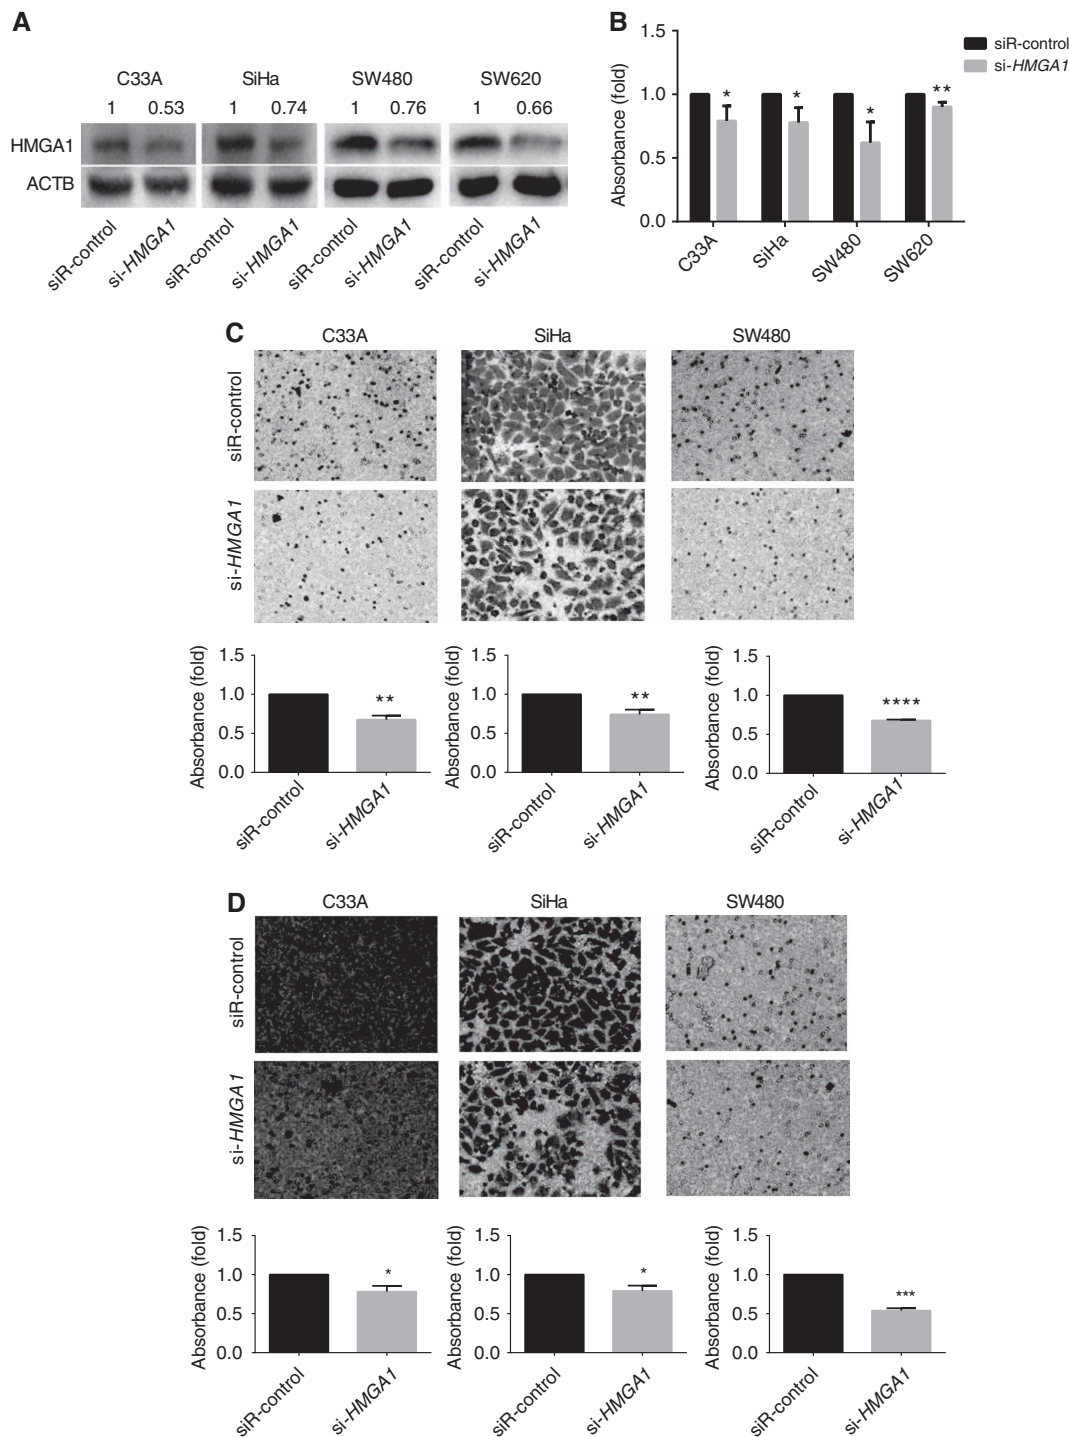 A
C33A SiHa SW480 SW620
1 0.53 1 0.74 1 0.76 1 0.66
HMGA1
ACTB
siR-control si-HMGA1 siR-control si-HMGA1 siR-control si-HMGA1 siR-control si-HMGA1
B
siR-control
si-HMGA1
Absorbance (fold)
1.5
1.0
0.5
0.0
* * * **
C33A SiHa SW480 SW620
C
C33A SiHa SW480
siR-control
si-HMGA1
Absorbance (fold)
1.5
1.0
0.5
0.0
**
siR-control si-HMGA1
Absorbance (fold)
1.5
1.0
0.5
0.0
**
siR-control si-HMGA1
Absorbance (fold)
1.5
1.0
0.5
0.0
****
siR-control si-HMGA1
D
C33A SiHa SW480
siR-control
si-HMGA1
Absorbance (fold)
1.5
1.0
0.5
0.0
*
siR-control si-HMGA1
Absorbance (fold)
1.5
1.0
0.5
0.0
*
siR-control si-HMGA1
Absorbance (fold)
1.5
1.0
0.5
0.0
***
siR-control si-HMGA1